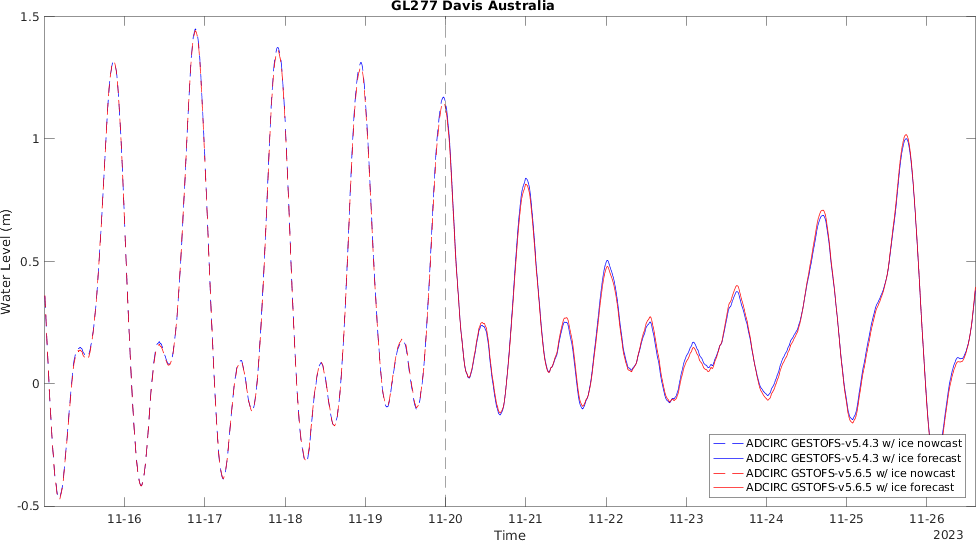 GL277 Davis Australia
1.5
1
0.5
0
-0.5
Water Level (m)
ADCIRC GESTOFS-v5.4.3 w/ ice nowcast
ADCIRC GESTOFS-v5.4.3 w/ ice forecast
ADCIRC GSTOFS-v5.6.5 w/ ice nowcast
ADCIRC GSTOFS-v5.6.5 w/ ice forecast
11-16 11-17 11-18 11-19 11-20 11-21 11-22 11-23 11-24 11-25 11-26
Time
2023